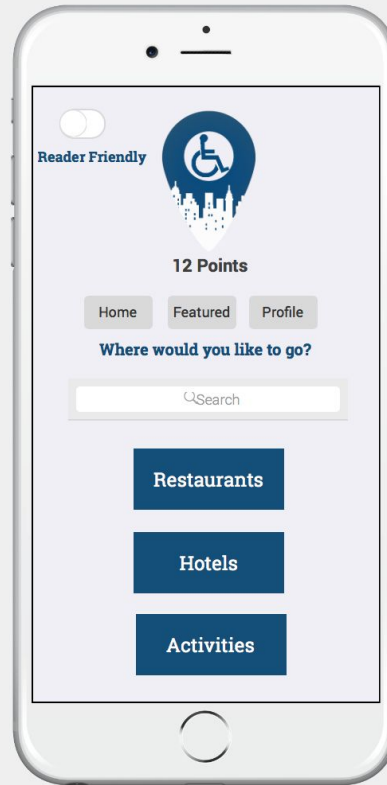 Reader Friendly
12 Points
Home Featured Profile
Where would you like to go?
Search
Restaurants
Hotels
Activities